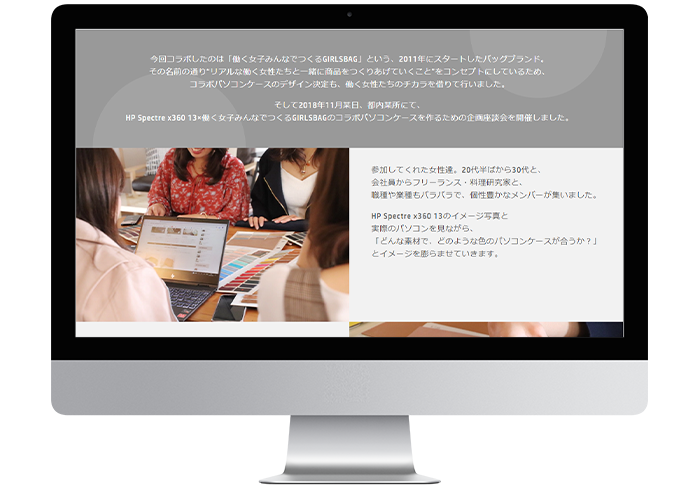 今回コラボしたのは「働く女子みんなでつくるGIRLSBAG」という、2011年にスタートしたバッグブランド。
その名前の通り"リアルな働く女性たちと一緒に商品をつくりあげていくこと"をコンセプトにしているため、
コラボパソコンケースのデザイン決定も、働く女性たちのチカラを借りて行いました。
そして2018年11月某日、都内某所にて、
HP Spectre x360 13×働く女子みんなでつくるGIRLSBAGのコラボパソコンケースを作るための企画座談会を開催しました。
参加してくれた女性達。20代半ばから30代と、
会社員からフリーランス・料理研究家と、
職種や業種もバラバラで、個性豊かなメンバーが集いました。
HP Spectre x360 13のイメージ写真と
実際のパソコンを見ながら、
「どんな素材で、どのような色のパソコンケースが合うか？」
とイメージを膨らませていきます。